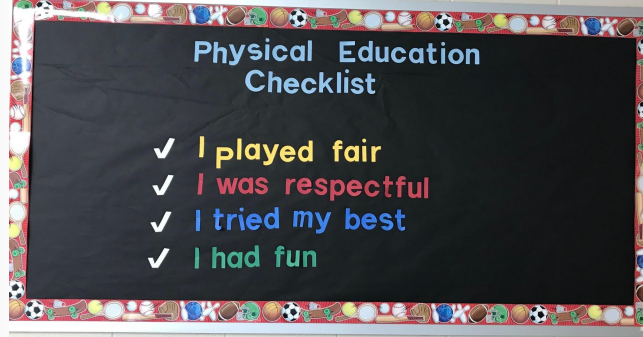 Physical Education
Checklist
✓ I played fair
✓ I was respectful
✓ I tried my best
✓ I had fun